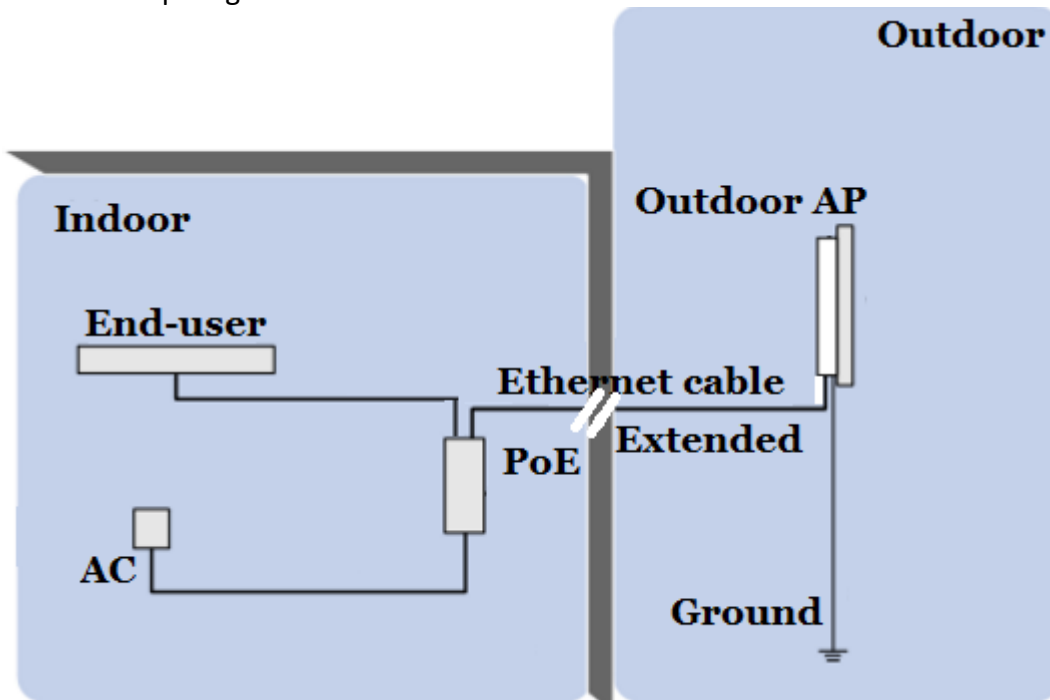 Outdoor
Outdoor AP
Indoor
End-user
Ethernet cable
Extended
PoE
AC
Ground